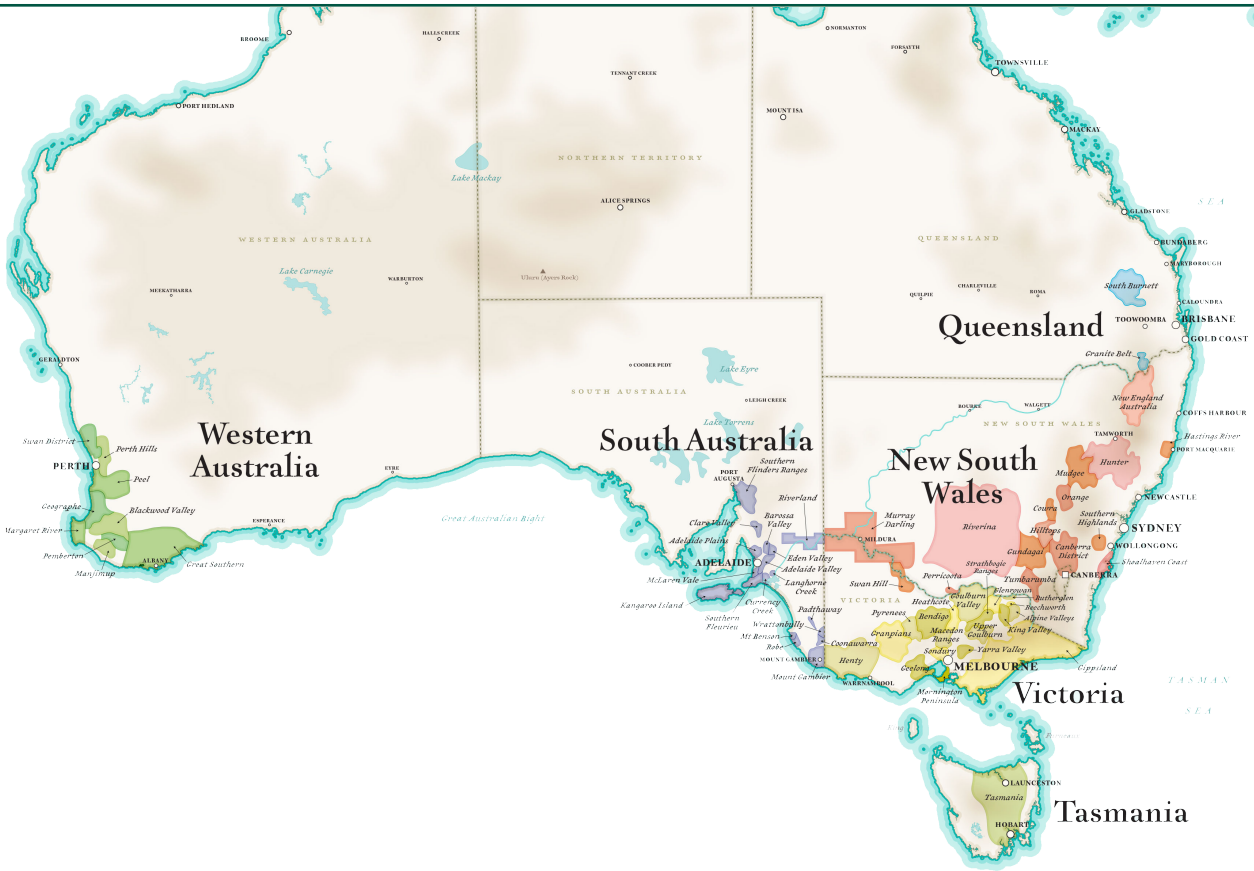 BROOME
HALLS CREEK
NORMANTON
FORSAYTH
TOWNSVILLE
TENNANT CREEK
PORT HEDLAND
MOUNT ISA
MACKAY
NORTHERN TERRITORY
Lake Mackay
ALICE SPRINGS
SEA
GLADSTONE
WESTERN AUSTRALIA
QUEENSLAND
BUNDABERG
MARYBOROUGH
Lake Carnegie
Uluru (Ayers Rock)
WARBURTON
MEEKATHARRA
CHARLEVILLE
QUILPIE
ROMA
South Burnett
CALOUNDRA
TOOWOOMBA
BRISBANE
Queensland
GOLD COAST
GERALDTON
COOBER PEDY
Lake Eyre
Granite Belt
SOUTH AUSTRALIA
LEIGH CREEK
New England
Australia
BOURKE
WALGETT
COFFS HARBOUR
Lake Torrens
NEW SOUTH WALES
Swan District
Perth Hills
Western
Australia
South Australia
TAMWORTH
Hastings River
PORT MACQUARIE
PERTH
EYRE
Southern
Flinders Ranges
PORT
AUGUSTA
New South
Wales
Mudgee
Hunter
Peel
Riverland
Orange
NEWCASTLE
Geographe
Blackwood Valley
Great Australian Bight
Barossa
Valley
Murray
Darling
Riverina
Cowra
Southern
Highlands
SYDNEY
Margaret River
ESPERANCE
Clare Valley
Adelaide Plains
MILDURA
Hilltops
Canberra
District
WOLLONGONG
Pemberton
Manjimup
ALBANY
Great Southern
ADELAIDE
Eden Valley
Adelaide Valley
Gundagai
Shoalhaven Coast
McLaren Vale
Langhorne
Creek
Swan Hill
Perricoota
Strathbogie
Ranges
Tumbarumba
CANBERRA
Kangaroo Island
Currency
Creek
VICTORIA
Heathcote
Goulburn
Valley
Glenrowan
Rutherglen
Southern
Fleurieu
Padthaway
Pyrenees
Bendigo
Beechworth
Alpine Valleys
Wrattonbully
Mt Benson
Robe
Granpians
Macedon
Ranges
Upper
Goulburn
King Valley
Coonawarra
Henty
Sondury
Yarra Valley
MOUNT GAMBIER
Mount Gambier
Geelong
MELBOURNE
Gippsland
WARRNAMBOOL
Mornington
Peninsula
Victoria
TASMAN
SEA
King
LAUNCESTON
Tasmania
Tasmania
HOBART